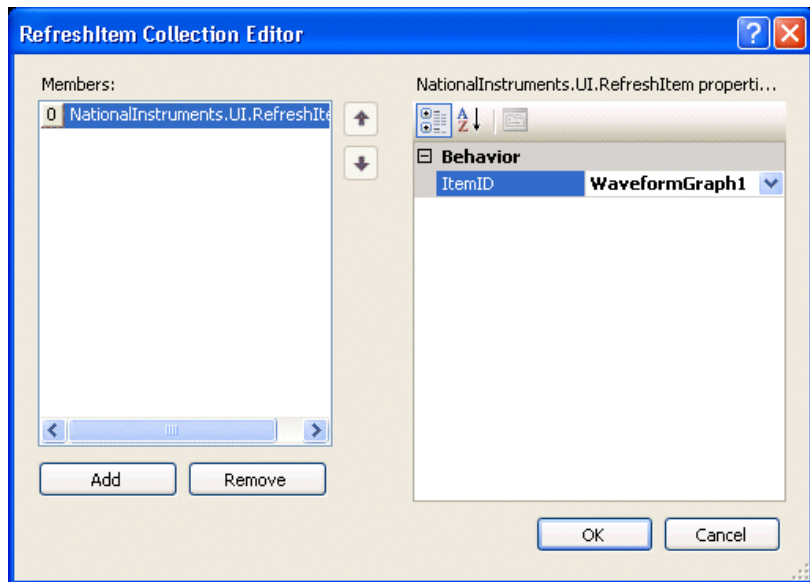 RefreshItem Collection Editor
Members:
0 NationalInstruments.UI.RefreshIte
Add
Remove
NationalInstruments.UI.RefreshItem properti...
Behavior
ItemID WaveformGraph1
OK
Cancel